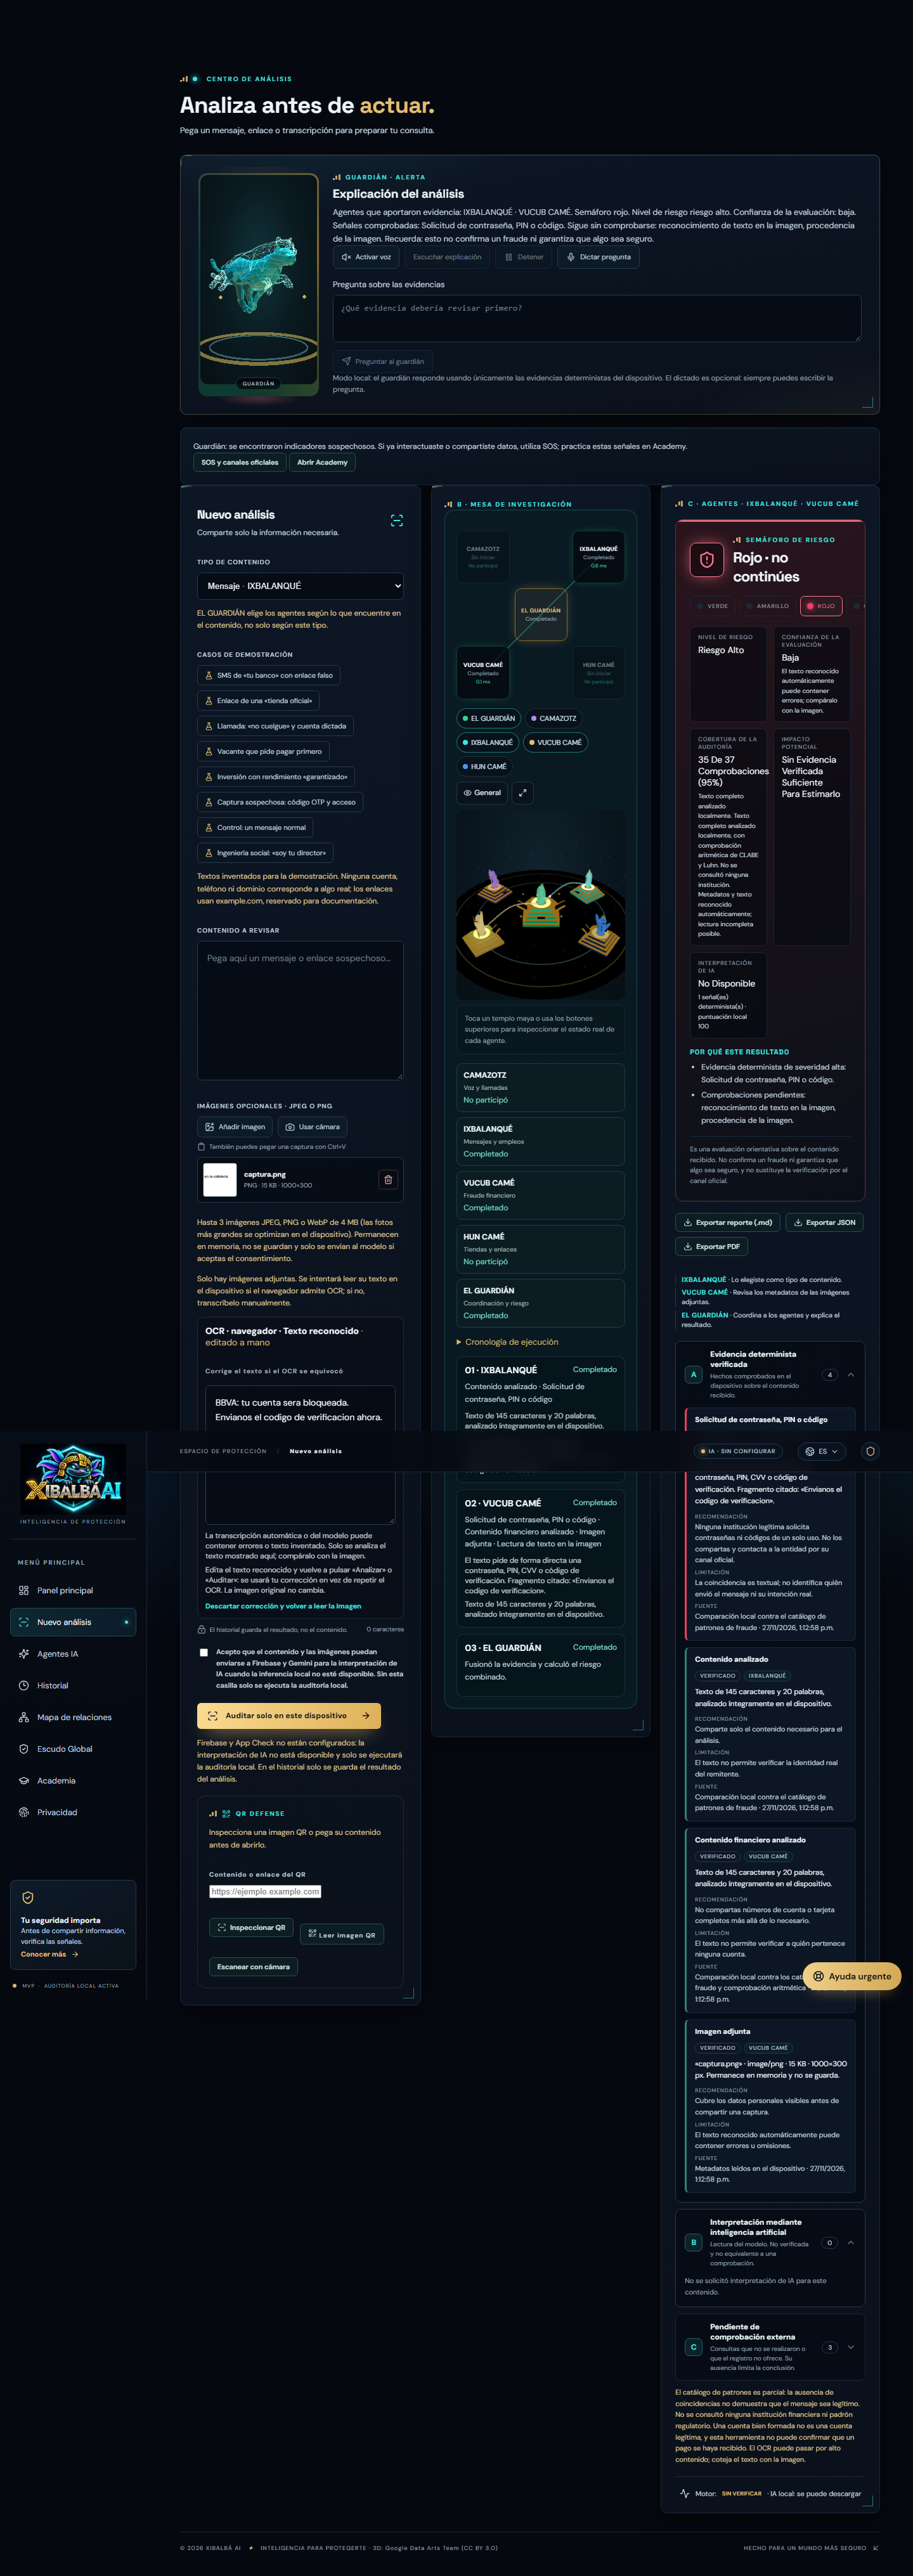 CENTRO DE ANÁLISIS
Analiza antes de actuar.
Pega un mensaje, enlace o transcripción para preparar tu consulta.
GUARDIÁN
GUARDIÁN · ALERTA
Explicación del análisis
Agentes que aportaron evidencia: IXBALANQUÉ · VUCUB CAMÉ. Semáforo rojo. Nivel de riesgo riesgo alto. Confianza de la evaluación: baja.
Señales comprobadas: Solicitud de contraseña, PIN o código. Sigue sin comprobarse: reconocimiento de texto en la imagen, procedencia
de la imagen. Recuerda: esto no confirma un fraude ni garantiza que algo sea seguro.
Activar voz
Escuchar explicación
Detener
Dictar pregunta
Pregunta sobre las evidencias
¿Qué evidencia debería revisar primero?
Preguntar al guardián
Modo local: el guardián responde usando únicamente las evidencias deterministas del dispositivo. El dictado es opcional: siempre puedes escribir la
pregunta.
Guardián: se encontraron indicadores sospechosos. Si ya interactuaste o compartiste datos, utiliza SOS; practica estas señales en Academy.
SOS y canales oficiales
Abrir Academy
Nuevo análisis
Comparte solo la información necesaria.
TIPO DE CONTENIDO
Mensaje · IXBALANQUÉ
EL GUARDIÁN elige los agentes según lo que encuentre en
el contenido, no solo según este tipo.
CASOS DE DEMOSTRACIÓN
SMS de «tu banco» con enlace falso
Enlace de una «tienda oficial»
Llamada: «no cuelgue» y cuenta dictada
Vacante que pide pagar primero
Inversión con rendimiento «garantizado»
Captura sospechosa: código OTP y acceso
Control: un mensaje normal
Ingeniería social: «soy tu director»
Textos inventados para la demostración. Ninguna cuenta,
teléfono ni dominio corresponde a algo real; los enlaces
usan example.com, reservado para documentación.
CONTENIDO A REVISAR
Pega aquí un mensaje o enlace sospechoso...
IMÁGENES OPCIONALES · JPEG O PNG
Añadir imagen
Usar cámara
También puedes pegar una captura con Ctrl+V
captura.png
PNG · 15 KB · 1000×300
Hasta 3 imágenes JPEG, PNG o WebP de 4 MB (las fotos
más grandes se optimizan en el dispositivo). Permanecen
en memoria, no se guardan y solo se envían al modelo si
aceptas el consentimiento.
Solo hay imágenes adjuntas. Se intentará leer su texto en
el dispositivo si el navegador admite OCR; si no,
transcríbelo manualmente.
OCR · navegador · Texto reconocido ·
editado a mano
Corrige el texto si el OCR se equivocó
BBVA: tu cuenta sera bloqueada.
Envianos el codigo de verificacion ahora.
La transcripción automática o del modelo puede
contener errores o texto inventado. Solo se analiza el
texto mostrado aquí; compáralo con la imagen.
Edita el texto reconocido y vuelve a pulsar «Analizar» o
«Auditar»: se usará tu corrección en vez de repetir el
OCR. La imagen original no cambia.
Descartar corrección y volver a leer la imagen
El historial guarda el resultado, no el contenido.
0 caracteres
Acepto que el contenido y las imágenes puedan
enviarse a Firebase y Gemini para la interpretación de
IA cuando la inferencia local no esté disponible. Sin esta
casilla solo se ejecuta la auditoría local.
Auditar solo en este dispositivo
Firebase y App Check no están configurados: la
interpretación de IA no está disponible y solo se ejecutará
la auditoría local. En el historial solo se guarda el resultado
del análisis.
QR DEFENSE
Inspecciona una imagen QR o pega su contenido
antes de abrirlo.
Contenido o enlace del QR
https://ejemplo.example.com
Inspeccionar QR
Leer imagen QR
Escanear con cámara
B · MESA DE INVESTIGACIÓN
CAMAZOTZ
Sin iniciar
No participó
IXBALANQUÉ
Completado
0.6 ms
EL GUARDIÁN
Completado
VUCUB CAMÉ
Completado
0.1 ms
HUN CAMÉ
Sin iniciar
No participó
EL GUARDIÁN
CAMAZOTZ
IXBALANQUÉ
VUCUB CAMÉ
HUN CAMÉ
General
Toca un templo maya o usa los botones
superiores para inspeccionar el estado real de
cada agente.
CAMAZOTZ
Voz y llamadas
No participó
IXBALANQUÉ
Mensajes y empleos
Completado
VUCUB CAMÉ
Fraude financiero
Completado
HUN CAMÉ
Tiendas y enlaces
No participó
EL GUARDIÁN
Coordinación y riesgo
Completado
Cronología de ejecución
01 · IXBALANQUÉ
Completado
Contenido analizado · Solicitud de
contraseña, PIN o código
Texto de 145 caracteres y 20 palabras,
analizado íntegramente en el dispositivo.
02 · VUCUB CAMÉ
Completado
Solicitud de contraseña, PIN o código ·
Contenido financiero analizado · Imagen
adjunta · Lectura de texto en la imagen
El texto pide de forma directa una
contraseña, PIN, CVV o código de
verificación. Fragmento citado: «Envianos el
codigo de verificacion».
Texto de 145 caracteres y 20 palabras,
analizado íntegramente en el dispositivo.
03 · EL GUARDIÁN
Completado
Fusionó la evidencia y calculó el riesgo
combinado.
C · AGENTES · IXBALANQUÉ · VUCUB CAMÉ
SEMÁFORO DE RIESGO
Rojo · no
continúes
VERDE
AMARILLO
ROJO
NIVEL DE RIESGO
Riesgo Alto
CONFIANZA DE LA
EVALUACIÓN
Baja
El texto reconocido
automáticamente
puede contener
errores; compáralo
con la imagen.
COBERTURA DE LA
AUDITORÍA
35 De 37
Comprobaciones
(95%)
Texto completo
analizado
localmente. Texto
completo analizado
localmente, con
comprobación
aritmética de CLABE
y Luhn. No se
consultó ninguna
institución.
Metadatos y texto
reconocido
automáticamente;
lectura incompleta
posible.
IMPACTO
POTENCIAL
Sin Evidencia
Verificada
Suficiente
Para Estimarlo
INTERPRETACIÓN
DE IA
No Disponible
1 señal(es)
determinista(s) ·
puntuación local
100
POR QUÉ ESTE RESULTADO
Evidencia determinista de severidad alta:
Solicitud de contraseña, PIN o código.
Comprobaciones pendientes:
reconocimiento de texto en la imagen,
procedencia de la imagen.
Es una evaluación orientativa sobre el contenido
recibido. No confirma un fraude ni garantiza que
algo sea seguro, y no sustituye la verificación por el
canal oficial.
Exportar reporte (.md)
Exportar JSON
Exportar PDF
IXBALANQUÉ · Lo elegiste como tipo de contenido.
VUCUB CAMÉ · Revisa los metadatos de las imágenes
adjuntas.
EL GUARDIÁN · Coordina a los agentes y explica el
resultado.
A
Evidencia determinista
verificada
Hechos comprobados en el
dispositivo sobre el contenido
recibido.
4
Solicitud de contraseña, PIN o código
contraseña, PIN, CVV o código de
verificación. Fragmento citado: «Envianos el
codigo de verificacion».
RECOMENDACIÓN
Ninguna institución legítima solicita
contraseñas ni códigos de un solo uso. No los
compartas y contacta a la entidad por su
canal oficial.
LIMITACIÓN
La coincidencia es textual; no identifica quién
envió el mensaje ni su intención real.
FUENTE
Comparación local contra el catálogo de
patrones de fraude · 27/11/2026, 1:12:58 p.m.
Contenido analizado
VERIFICADO
IXBALANQUÉ
Texto de 145 caracteres y 20 palabras,
analizado íntegramente en el dispositivo.
RECOMENDACIÓN
Comparte solo el contenido necesario para el
análisis.
LIMITACIÓN
El texto no permite verificar la identidad real
del remitente.
FUENTE
Comparación local contra el catálogo de
patrones de fraude · 27/11/2026, 1:12:58 p.m.
Contenido financiero analizado
VERIFICADO
VUCUB CAMÉ
Texto de 145 caracteres y 20 palabras,
analizado íntegramente en el dispositivo.
RECOMENDACIÓN
No compartas números de cuenta o tarjeta
completos más allá de lo necesario.
LIMITACIÓN
El texto no permite verificar a quién pertenece
ninguna cuenta.
FUENTE
Comparación local contra los
fraude y comprobación aritmética
1:12:58 p.m.
Imagen adjunta
VERIFICADO
VUCUB CAMÉ
«captura.png» · image/png · 15 KB · 1000×300
px. Permanece en memoria y no se guarda.
RECOMENDACIÓN
Cubre los datos personales visibles antes de
compartir una captura.
LIMITACIÓN
El texto reconocido automáticamente puede
contener errores u omisiones.
FUENTE
Metadatos leídos en el dispositivo · 27/11/2026,
1:12:58 p.m.
B
Interpretación mediante
inteligencia artificial
Lectura del modelo. No verificada
y no equivalente a una
comprobación.
0
No se solicitó interpretación de IA para este
contenido.
C
Pendiente de
comprobación externa
Consultas que no se realizaron o
que el registro no ofrece. Su
ausencia limita la conclusión.
3
El catálogo de patrones es parcial: la ausencia de
coincidencias no demuestra que el mensaje sea legítimo.
No se consultó ninguna institución financiera ni padrón
regulatorio. Una cuenta bien formada no es una cuenta
legítima, y esta herramienta no puede confirmar que un
pago se haya recibido. El OCR puede pasar por alto
contenido; coteja el texto con la imagen.
Motor: SIN VERIFICAR · IA local: se puede descargar
XIBALBÁ AI
INTELIGENCIA DE PROTECCIÓN
MENÚ PRINCIPAL
Panel principal
Nuevo análisis
Agentes IA
Historial
Mapa de relaciones
Escudo Global
Academia
Privacidad
Tu seguridad importa
Antes de compartir información,
verifica las señales.
Conocer más
MVP · AUDITORÍA LOCAL ACTIVA
ESPACIO DE PROTECCIÓN
Nuevo análisis
IA · SIN CONFIGURAR
ES
Ayuda urgente
© 2026 XIBALBÁ AI
INTELIGENCIA PARA PROTEGERTE · 3D: Google Data Arts Team (CC BY 3.0)
HECHO PARA UN MUNDO MÁS SEGURO